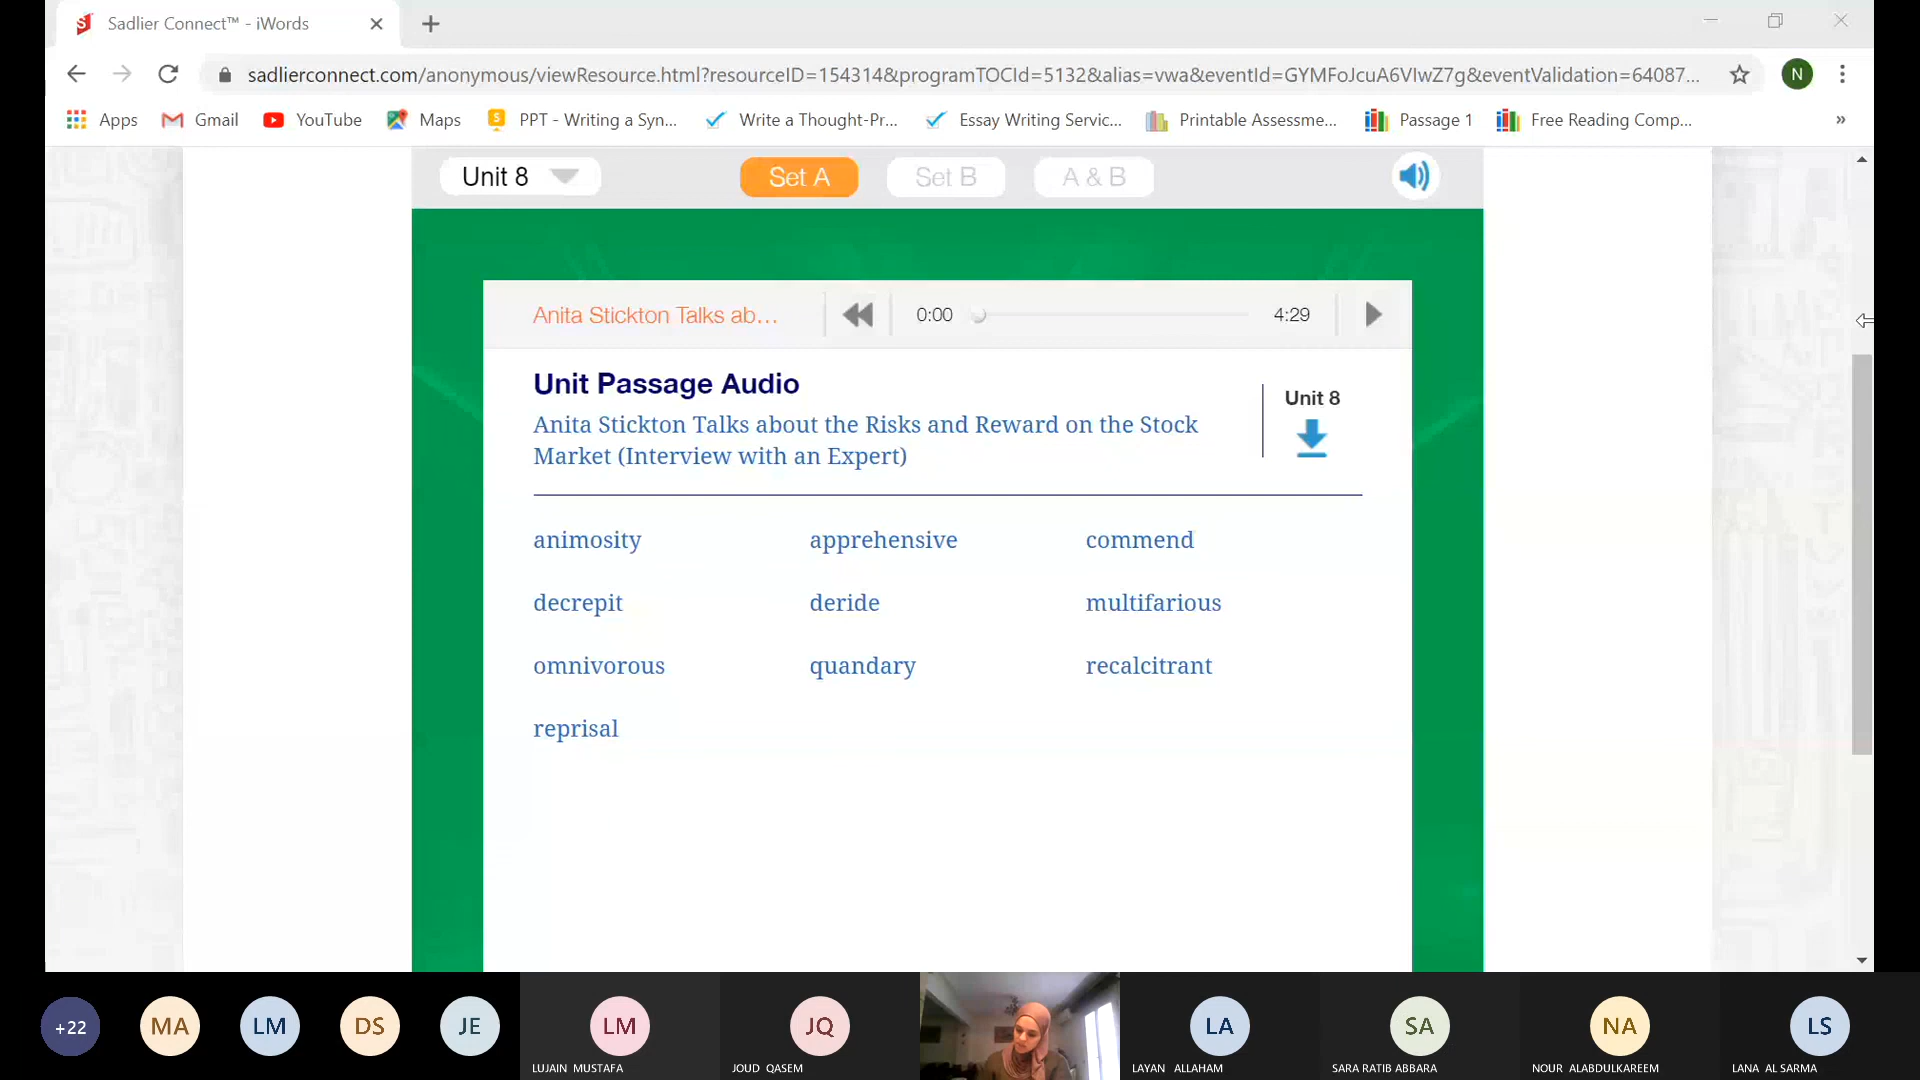 Sadlier Connect™ - iWords
sadlierconnect.com/anonymous/viewResource.html?resourceID=154314&programTOCId=5132&alias=vwa&eventId=GYMFoJcuA6VIwZ7g&eventValidation=64087...
N
Apps Gmail YouTube Maps PPT - Writing a Syn... Write a Thought-Pr... Essay Writing Servic... Printable Assessme... Passage 1 Free Reading Comp... »
Unit 8 Set A Set B A & B
Anita Stickton Talks ab... 0:00 4:29
Unit Passage Audio
Unit 8
Anita Stickton Talks about the Risks and Reward on the Stock
Market (Interview with an Expert)
animosity apprehensive commend
decrepit deride multifarious
omnivorous quandary recalcitrant
reprisal
+22 MA LM DS JE LM JQ LA SA NA LS
LUJAIN MUSTAFA JOUD QASEM LAYAN ALLAHAM SARA RATIB ABBARA NOUR ALABDULKAREEM LANA AL SARMA